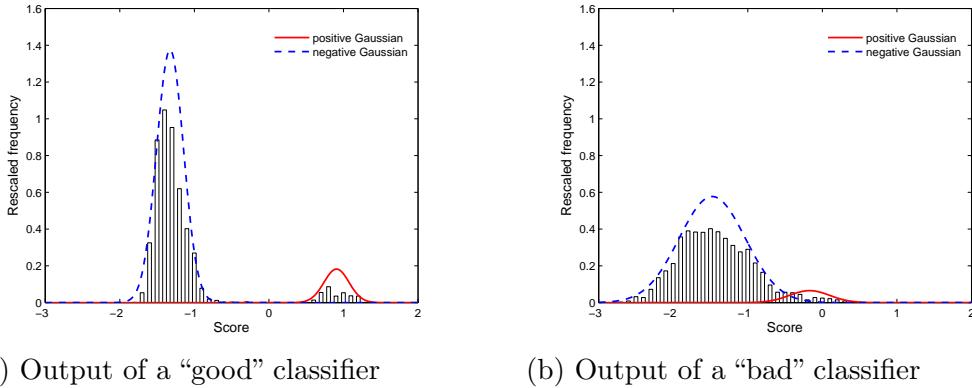 1.6
1.4
1.2
1
0.8
0.6
0.4
0.2
0
Rescaled frequency
positive Gaussian
negative Gaussian
−3 −2 −1 0 1 2
Score
) Output of a “good” classifier
1.6
1.4
1.2
1
0.8
0.6
0.4
0.2
0
Rescaled frequency
positive Gaussian
negative Gaussian
−3 −2 −1 0 1 2
Score
(b) Output of a “bad” classifier